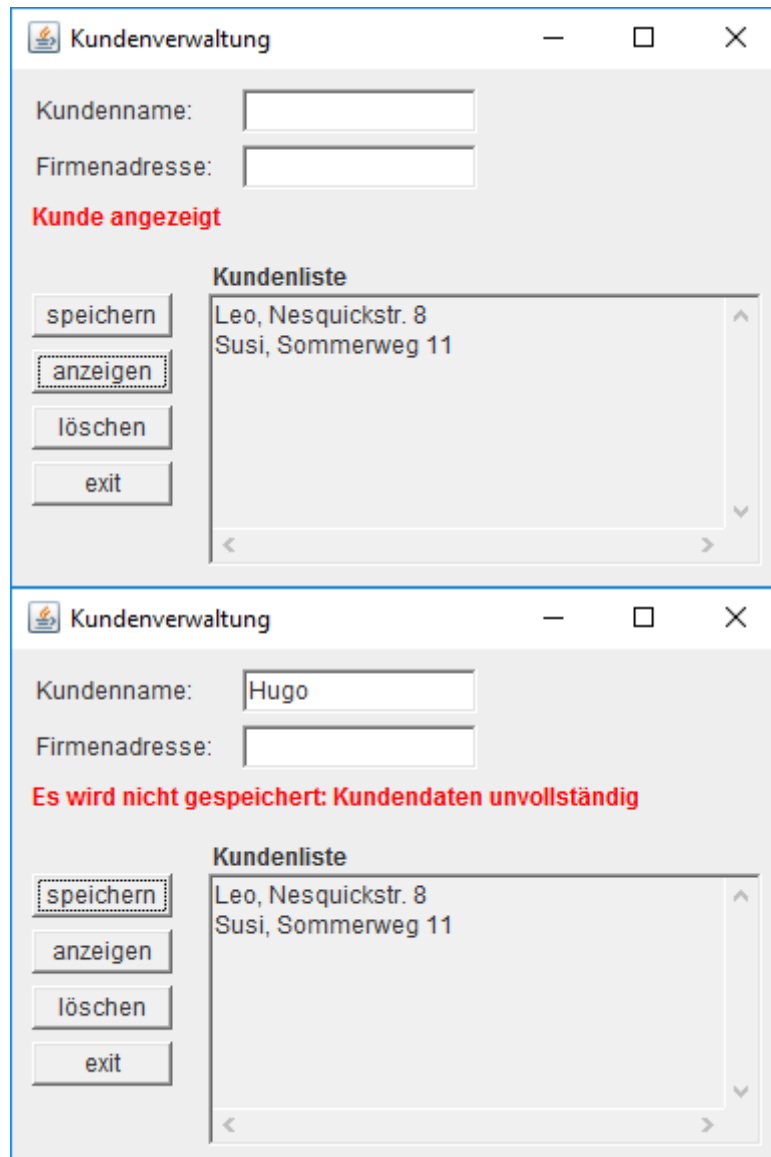 Kundenverwaltung
Kundenname:
Firmenadresse:
Kunde angezeigt
Kundenliste
speichern
Leo, Nesquickstr. 8
Susi, Sommerweg 11
anzeigen
löschen
exit
Kundenverwaltung
Kundenname: Hugo
Firmenadresse:
Es wird nicht gespeichert: Kundendaten unvollständig
Kundenliste
speichern
Leo, Nesquickstr. 8
Susi, Sommerweg 11
anzeigen
löschen
exit